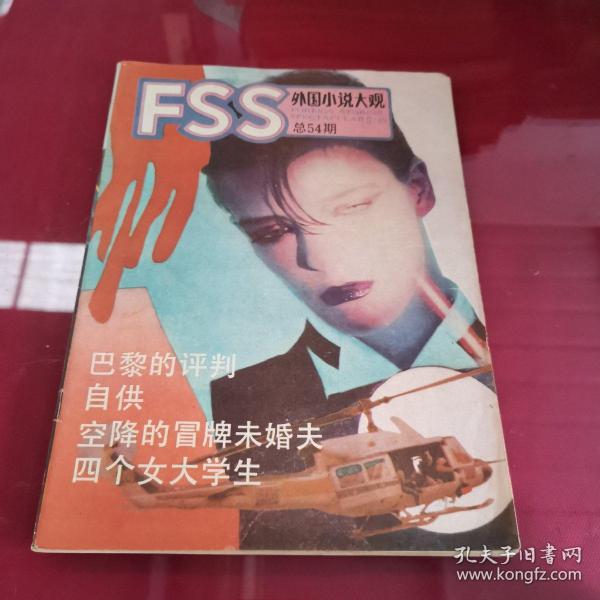 FSS
外国小说大观
总54期
巴黎的评判
自供
空降的冒牌未婚夫
四个女大学生
孔夫子旧书网
www.kongfz.com